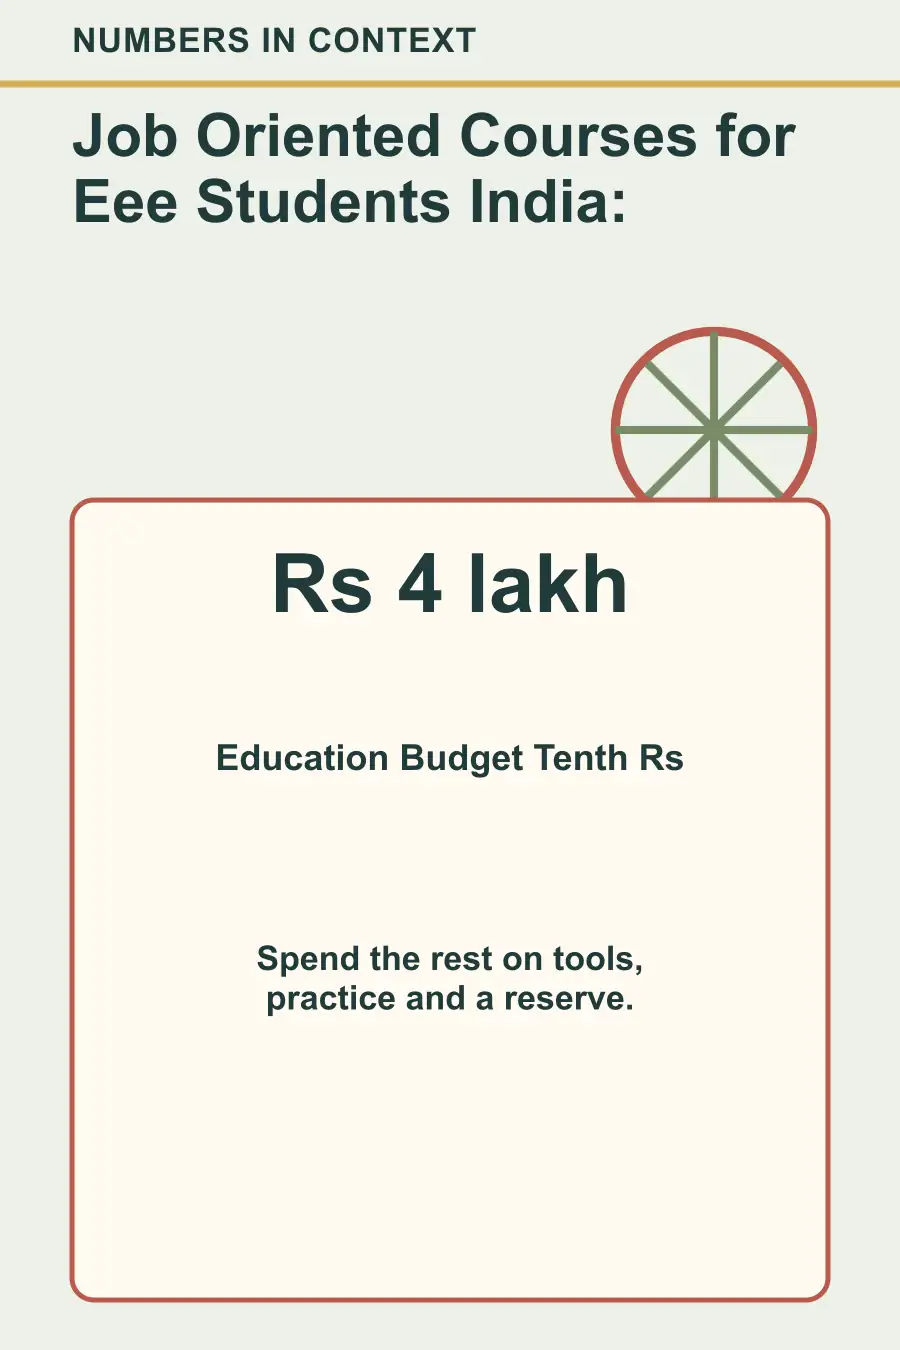 NUMBERS IN CONTEXT
Job Oriented Courses for
Eee Students India:
Rs 4 lakh
Education Budget Tenth Rs
Spend the rest on tools,
practice and a reserve.